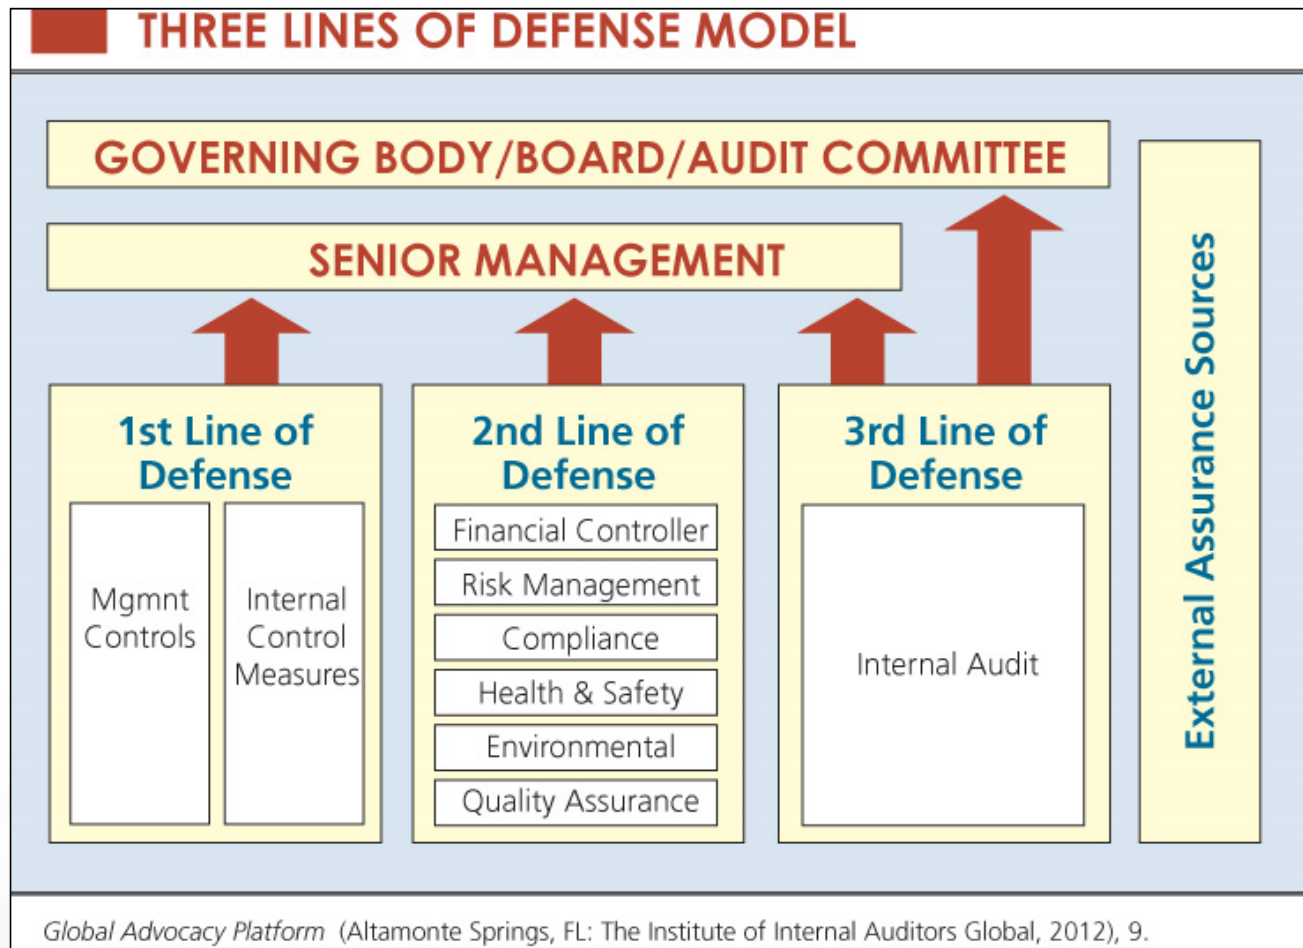 THREE LINES OF DEFENSE MODEL
GOVERNING BODY/BOARD/AUDIT COMMITTEE
SENIOR MANAGEMENT
1st Line of
Defense
Mgmnt
Controls
Internal
Control
Measures
2nd Line of
Defense
Financial Controller
Risk Management
Compliance
Health & Safety
Environmental
Quality Assurance
3rd Line of
Defense
Internal Audit
External Assurance Sources
Global Advocacy Platform (Altamonte Springs, FL: The Institute of Internal Auditors Global, 2012), 9.